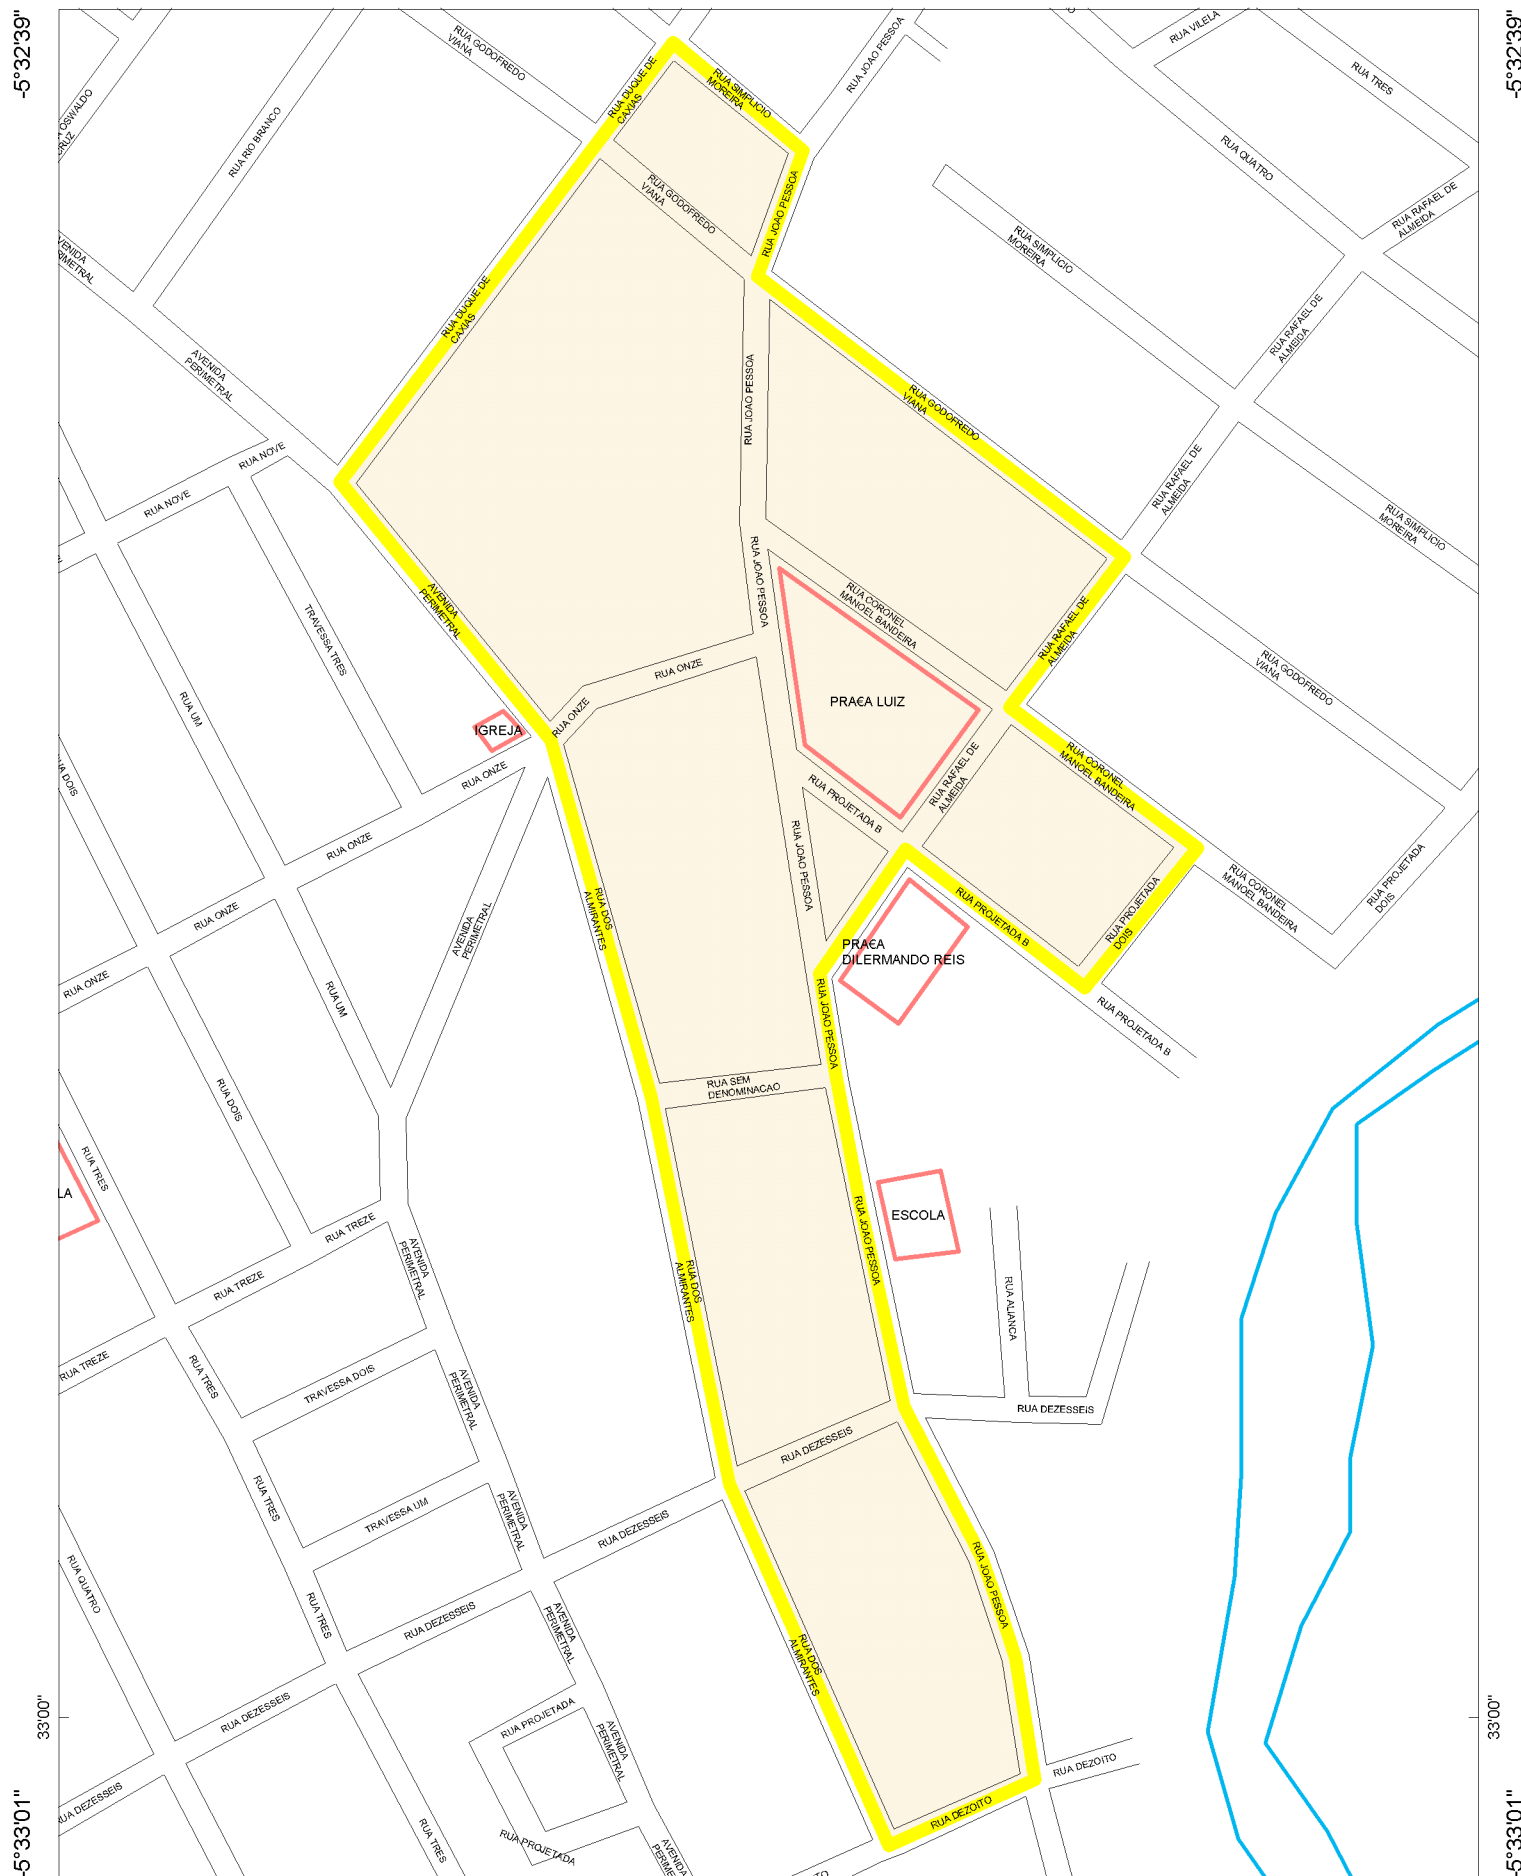 -5°32'39"
-5°32'39"
RUA GODOFREDO
VIANA
RUA DUQUE DE
CAXIAS
RUA SIMPLICIO
MOREIRA
RUA JOAO PESSOA
RUA VILELA
RUA TRES
OSWALDO
CRUZ
RUA RIO BRANCO
RUA QUATRO
RUA GODOFREDO
VIANA
RUA JOAO PESSOA
RUA RAFAEL DE
ALMEIDA
RUA SIMPLICIO
MOREIRA
VENIDA
RIMETRAL
RUA DUQUE DE
CAXIAS
RUA RAFAEL DE
ALMEIDA
AVENIDA
PERIMETRAL
RUA JOAO PESSOA
RUA GODOFREDO
VIANA
RUA NOVE
RUA NOVE
RUA RAFAEL DE
ALMEIDA
RUA SIMPLICIO
MOREIRA
RUA JOAO PESSOA
AVENIDA
PERIMETRAL
RUA CORONEL
MANOEL BANDEIRA
RUA RAFAEL DE
ALMEIDA
TRAVESSA TRES
RUA GODOFREDO
VIANA
RUA ONZE
RUA UM
PRA€A LUIZ
RUA ONZE
IGREJA
RUA CORONEL
MANOEL BANDEIRA
RUA DOIS
RUA ONZE
RUA RAFAEL DE
ALMEIDA
RUA PROJETADA B
RUA ONZE
RUA JOAO PESSOA
RUA PROJETADA
DOIS
RUA CORONEL
MANOEL BANDEIRA
RUA ONZE
RUA DOS
ALMIRANTES
RUA PROJETADA B
RUA PROJETADA
DOIS
AVENIDA
PERIMETRAL
PRA€A
DILERMANDO REIS
RUA ONZE
RUA UM
RUA JOAO PESSOA
RUA PROJETADA B
RUA DOIS
RUA SEM
DENOMINACAO
RUA TRES
LA
ESCOLA
RUA TREZE
RUA JOAO PESSOA
AVENIDA
PERIMETRAL
RUA TREZE
RUA DOS
ALMIRANTES
RUA ALIANCA
RUA TREZE
RUA TRES
TRAVESSA DOIS
AVENIDA
PERIMETRAL
RUA DEZESSEIS
RUA DEZESSEIS
RUA TRES
TRAVESSA UM
AVENIDA
PERIMETRAL
RUA DEZESSEIS
RUA QUATRO
RUA JOAO PESSOA
RUA TRES
RUA DEZESSEIS
AVENIDA
PERIMETRAL
RUA DOS
ALMIRANTES
RUA DEZESSEIS
RUA PROJETADA
33'00"
33'00"
AVENIDA
PERIMETRAL
RUA DEZOITO
RUA DEZESSEIS
RUA DEZOITO
RUA TRES
RUA PROJETADA
AVENIDA
PERIME
-5°33'01"
-5°33'01"